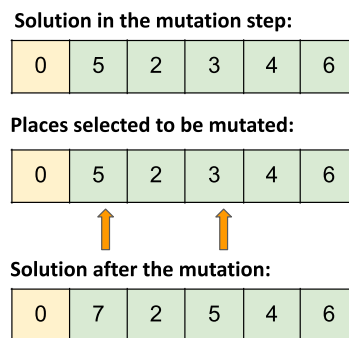 Solution in the mutation step:
0 5 2 3 4 6
Places selected to be mutated:
0 5 2 3 4 6
Solution after the mutation:
0 7 2 5 4 6